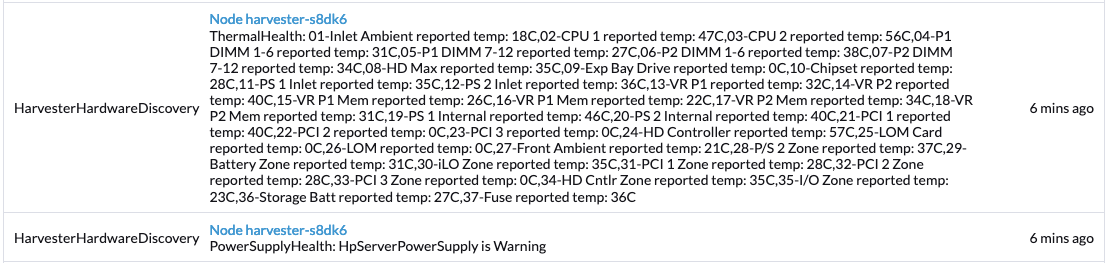 Node harvester-s8dk6
ThermalHealth: 01-Inlet Ambient reported temp: 18C,02-CPU 1 reported temp: 47C,03-CPU 2 reported temp: 56C,04-P1
DIMM 1-6 reported temp: 31C,05-P1 DIMM 7-12 reported temp: 27C,06-P2 DIMM 1-6 reported temp: 38C,07-P2 DIMM
7-12 reported temp: 34C,08-HD Max reported temp: 35C,09-Exp Bay Drive reported temp: 0C,10-Chipset reported temp:
28C,11-PS 1 Inlet reported temp: 35C,12-PS 2 Inlet reported temp: 36C,13-VR P1 reported temp: 32C,14-VR P2 reported
HarvesterHardwareDiscovery temp: 40C,15-VR P1 Mem reported temp: 26C,16-VR P1 Mem reported temp: 22C,17-VR P2 Mem reported temp: 34C,18-VR 6 mins ago
P2 Mem reported temp: 31C,19-PS 1 Internal reported temp: 46C,20-PS 2 Internal reported temp: 40C,21-PCI 1 reported
temp: 40C,22-PCI 2 reported temp: 0C,23-PCI 3 reported temp: 0C,24-HD Controller reported temp: 57C,25-LOM Card
reported temp: 0C,26-LOM reported temp: 0C,27-Front Ambient reported temp: 21C,28-P/S 2 Zone reported temp: 37C,29-
Battery Zone reported temp: 31C,30-iLO Zone reported temp: 35C,31-PCI 1 Zone reported temp: 28C,32-PCI 2 Zone
reported temp: 28C,33-PCI 3 Zone reported temp: 0C,34-HD Cntlr Zone reported temp: 35C,35-I/O Zone reported temp:
23C,36-Storage Batt reported temp: 27C,37-Fuse reported temp: 36C
Node harvester-s8dk6
HarvesterHardwareDiscovery PowerSupplyHealth: HpServerPowerSupply is Warning 6 mins ago